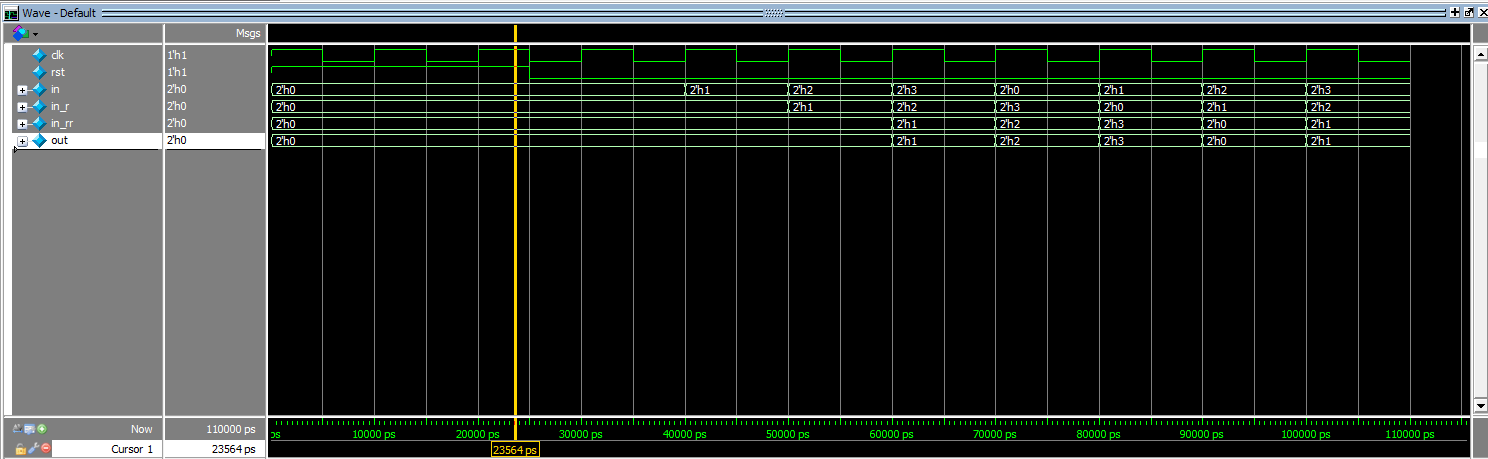 Wave - Default
Msgs
clk 1'h1
rst 1'h1
in 2'h0 2'h0 2'h1 2'h2 2'h3 2'h0 2'h1 2'h2 2'h3
in_r 2'h0 2'h0 2'h1 2'h2 2'h3 2'h0 2'h1 2'h2
in_rr 2'h0 2'h0 2'h1 2'h2 2'h3 2'h0 2'h1
out 2'h0 2'h0 2'h1 2'h2 2'h3 2'h0 2'h1
Now 110000 ps ps 10000 ps 20000 ps 30000 ps 40000 ps 50000 ps 60000 ps 70000 ps 80000 ps 90000 ps 100000 ps 110000 ps
Cursor 1 23564 ps 23564 ps